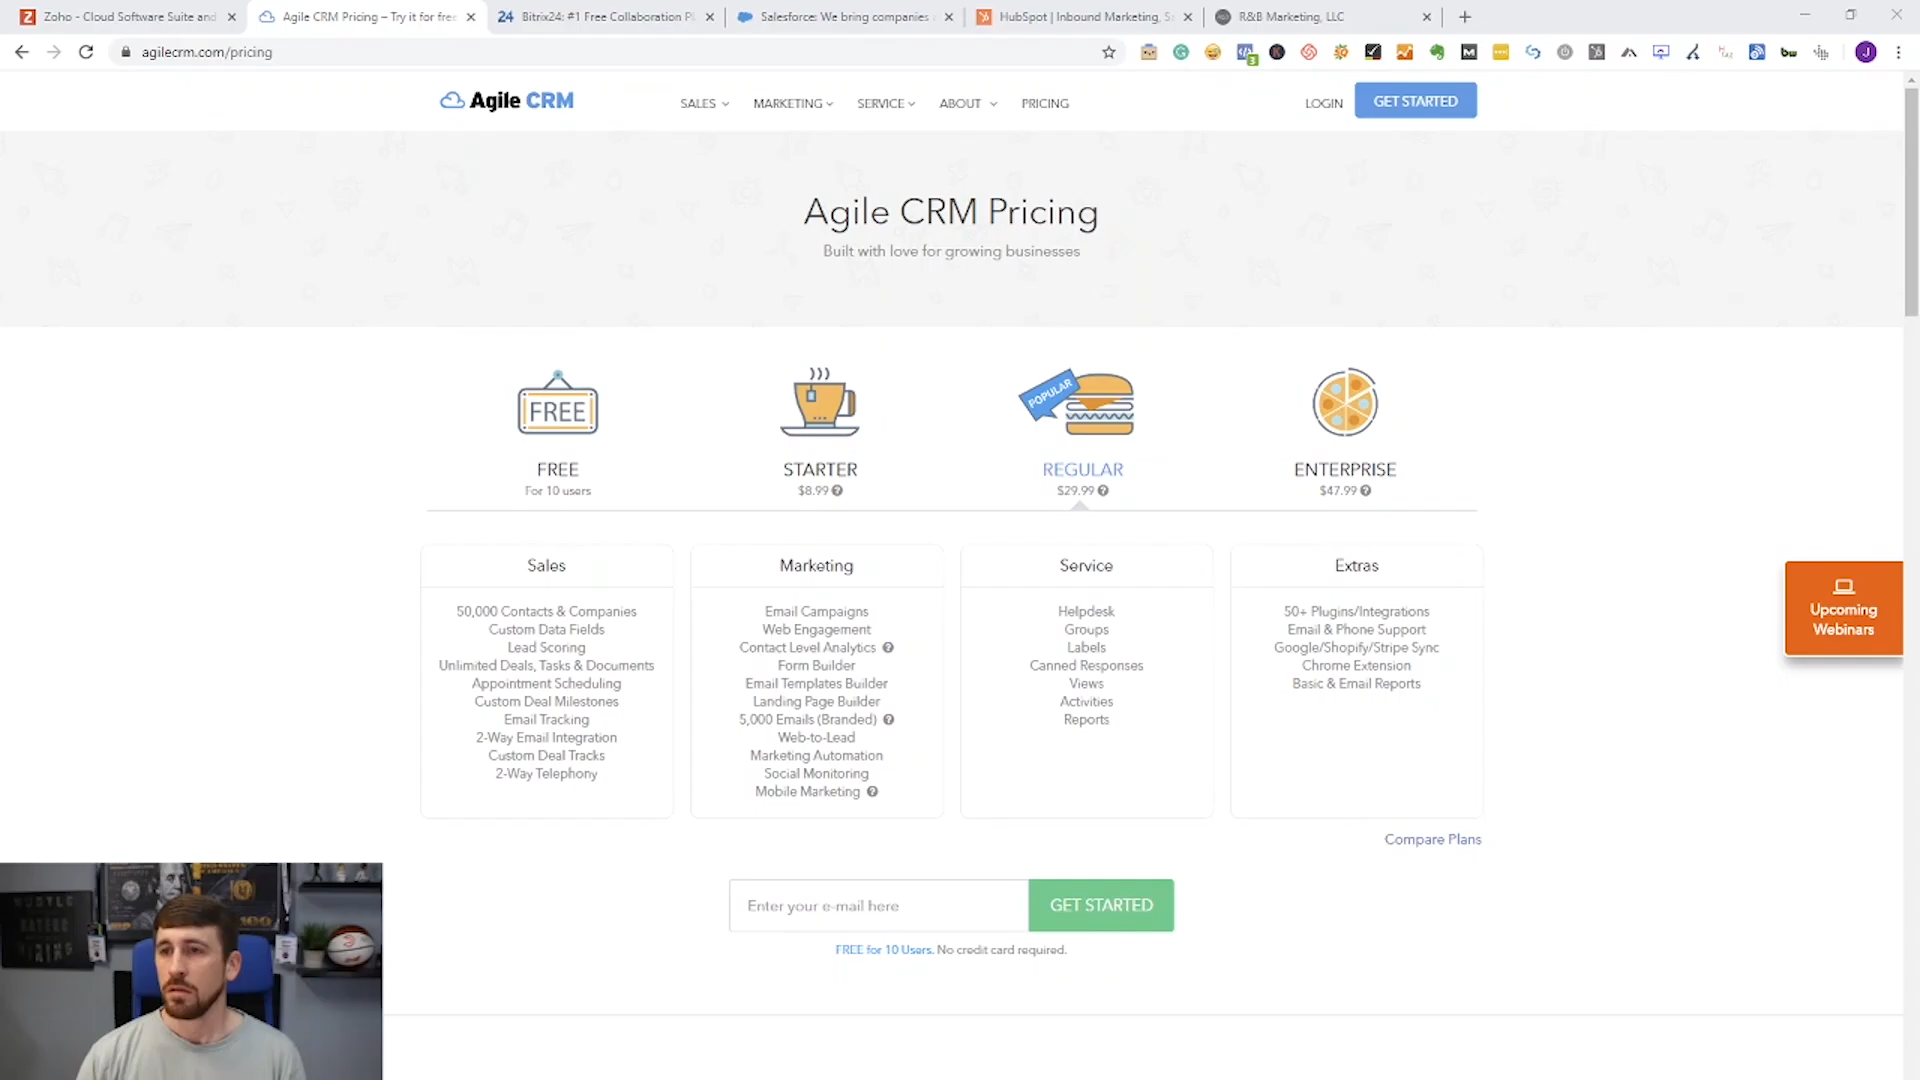 Zoho - Cloud Software Suite and
Agile CRM Pricing – Try it for free
24 Bitrix24: #1 Free Collaboration Pl
Salesforce: We bring companies a
HubSpot | Inbound Marketing, S
R&B Marketing, LLC
agilecrm.com/pricing
Agile CRM
SALES
MARKETING
SERVICE
ABOUT
PRICING
LOGIN
GET STARTED
Agile CRM Pricing
Built with love for growing businesses
FREE
POPULAR
FREE
STARTER
REGULAR
ENTERPRISE
For 10 users
$8.99
$29.99
$47.99
Sales
50,000 Contacts & Companies
Custom Data Fields
Lead Scoring
Unlimited Deals, Tasks & Documents
Appointment Scheduling
Custom Deal Milestones
Email Tracking
2-Way Email Integration
Custom Deal Tracks
2-Way Telephony
Marketing
Email Campaigns
Web Engagement
Contact Level Analytics
Form Builder
Email Templates Builder
Landing Page Builder
5,000 Emails (Branded)
Web-to-Lead
Marketing Automation
Social Monitoring
Mobile Marketing
Service
Helpdesk
Groups
Labels
Canned Responses
Views
Activities
Reports
Extras
50+ Plugins/Integrations
Email & Phone Support
Google/Shopify/Stripe Sync
Chrome Extension
Basic & Email Reports
Upcoming
Webinars
Compare Plans
Enter your e-mail here
GET STARTED
FREE for 10 Users. No credit card required.
HUSTLE
HATERS
HIRING
100